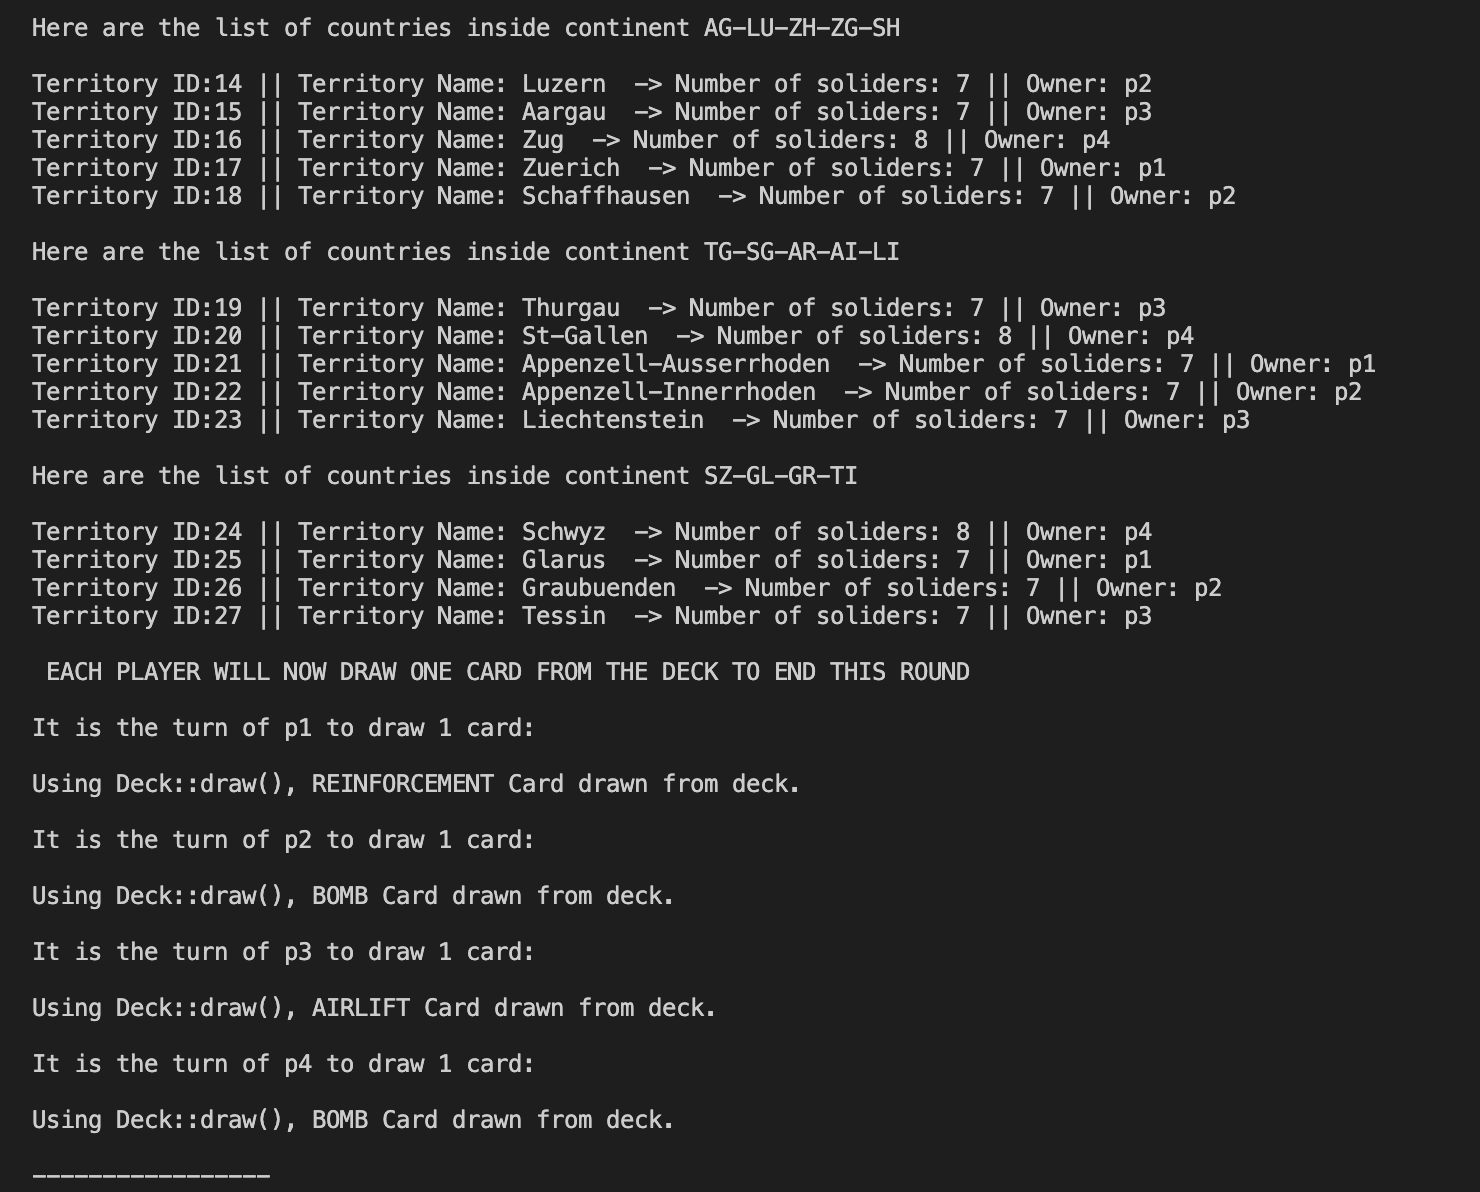 Here are the list of countries inside continent AG-LU-ZH-ZG-SH
Territory ID:14 || Territory Name: Luzern  -> Number of soliders: 7 || Owner: p2
Territory ID:15 || Territory Name: Aargau  -> Number of soliders: 7 || Owner: p3
Territory ID:16 || Territory Name: Zug  -> Number of soliders: 8 || Owner: p4
Territory ID:17 || Territory Name: Zuerich  -> Number of soliders: 7 || Owner: p1
Territory ID:18 || Territory Name: Schaffhausen  -> Number of soliders: 7 || Owner: p2
Here are the list of countries inside continent TG-SG-AR-AI-LI
Territory ID:19 || Territory Name: Thurgau  -> Number of soliders: 7 || Owner: p3
Territory ID:20 || Territory Name: St-Gallen  -> Number of soliders: 8 || Owner: p4
Territory ID:21 || Territory Name: Appenzell-Ausserrhoden  -> Number of soliders: 7 || Owner: p1
Territory ID:22 || Territory Name: Appenzell-Innerrhoden  -> Number of soliders: 7 || Owner: p2
Territory ID:23 || Territory Name: Liechtenstein  -> Number of soliders: 7 || Owner: p3
Here are the list of countries inside continent SZ-GL-GR-TI
Territory ID:24 || Territory Name: Schwyz  -> Number of soliders: 8 || Owner: p4
Territory ID:25 || Territory Name: Glarus  -> Number of soliders: 7 || Owner: p1
Territory ID:26 || Territory Name: Graubuenden  -> Number of soliders: 7 || Owner: p2
Territory ID:27 || Territory Name: Tessin  -> Number of soliders: 7 || Owner: p3
EACH PLAYER WILL NOW DRAW ONE CARD FROM THE DECK TO END THIS ROUND
It is the turn of p1 to draw 1 card:
Using Deck::draw(), REINFORCEMENT Card drawn from deck.
It is the turn of p2 to draw 1 card:
Using Deck::draw(), BOMB Card drawn from deck.
It is the turn of p3 to draw 1 card:
Using Deck::draw(), AIRLIFT Card drawn from deck.
It is the turn of p4 to draw 1 card:
Using Deck::draw(), BOMB Card drawn from deck.
-----------------